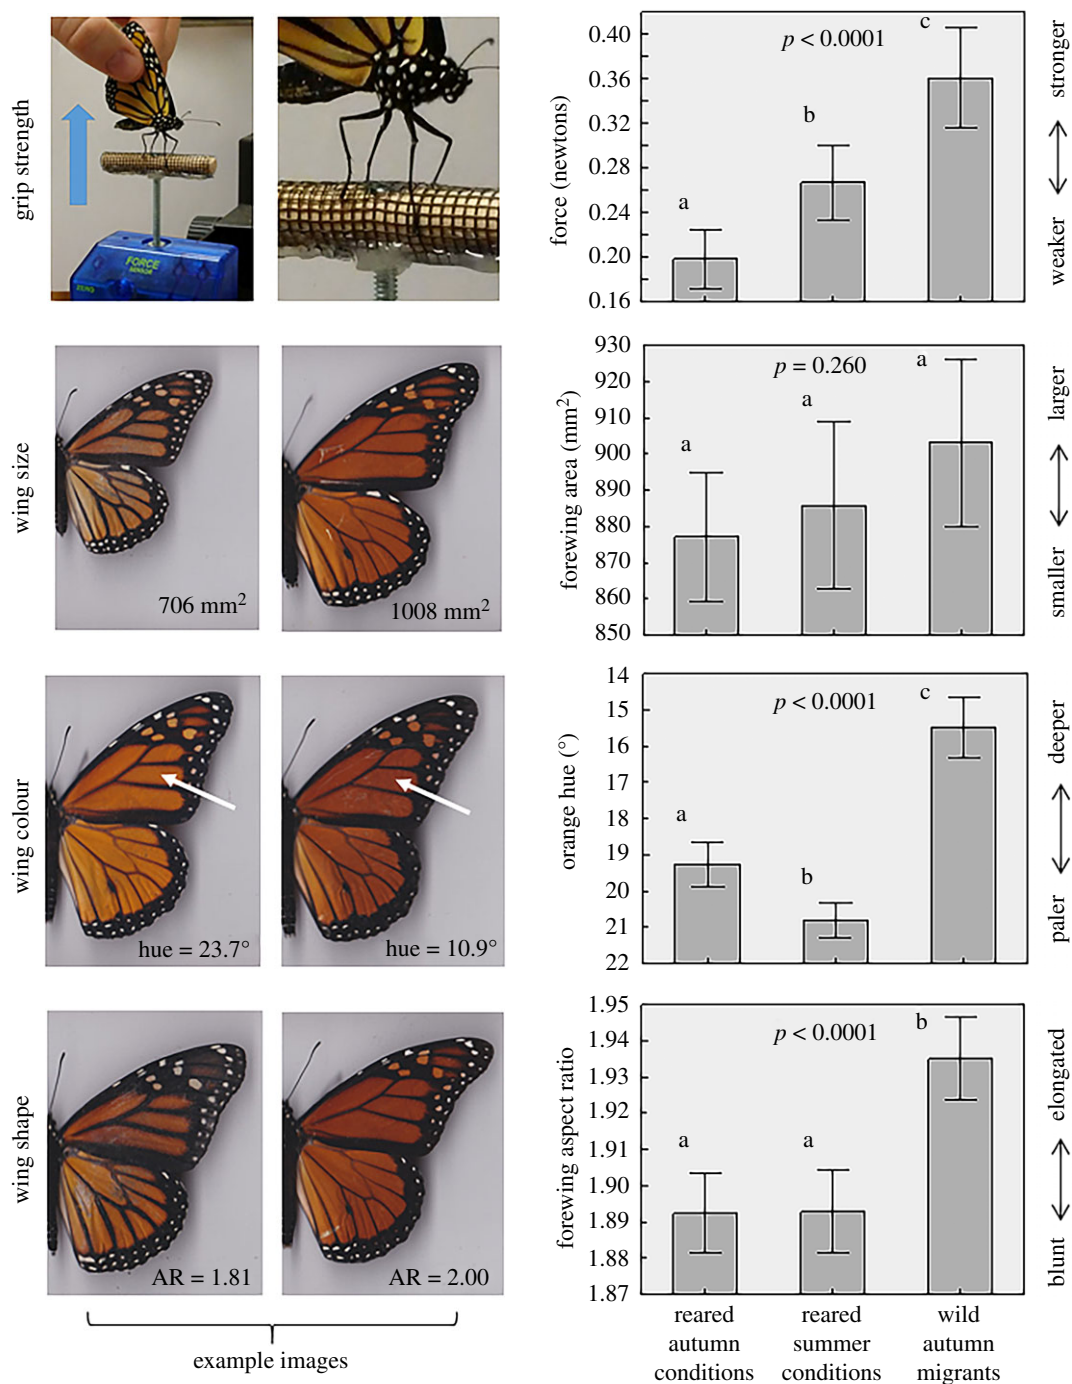 grip strength
FORCE
SENSOR
ZERO
0.40
0.36
0.32
0.28
0.24
0.20
0.16
force (newtons)
p < 0.0001
a
b
c
stronger
weaker
wing size
706 mm²
1008 mm²
930
920
910
900
890
880
870
860
850
forewing area (mm²)
p = 0.260
a
a
a
larger
smaller
wing colour
hue = 23.7°
hue = 10.9°
14
15
16
17
18
19
20
21
22
orange hue (°)
p < 0.0001
a
b
c
deeper
paler
wing shape
AR = 1.81
AR = 2.00
1.95
1.94
1.93
1.92
1.91
1.90
1.89
1.88
1.87
forewing aspect ratio
p < 0.0001
a
a
b
elongated
blunt
example images
reared
autumn
conditions
reared
summer
conditions
wild
autumn
migrants